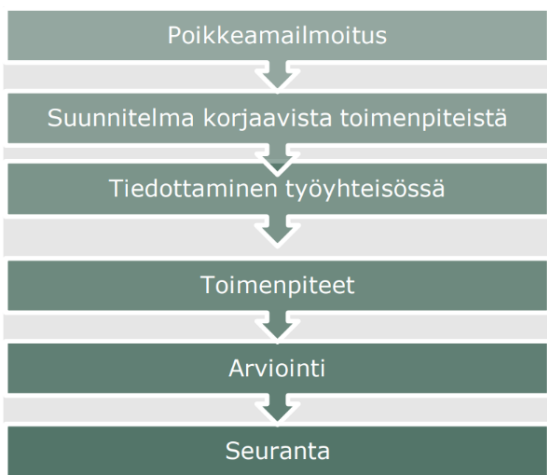 Poikkeamailmoitus
Suunnitelma korjaavista toimenpiteistä
Tiedottaminen työyhteisössä
Toimenpiteet
Arviointi
Seuranta